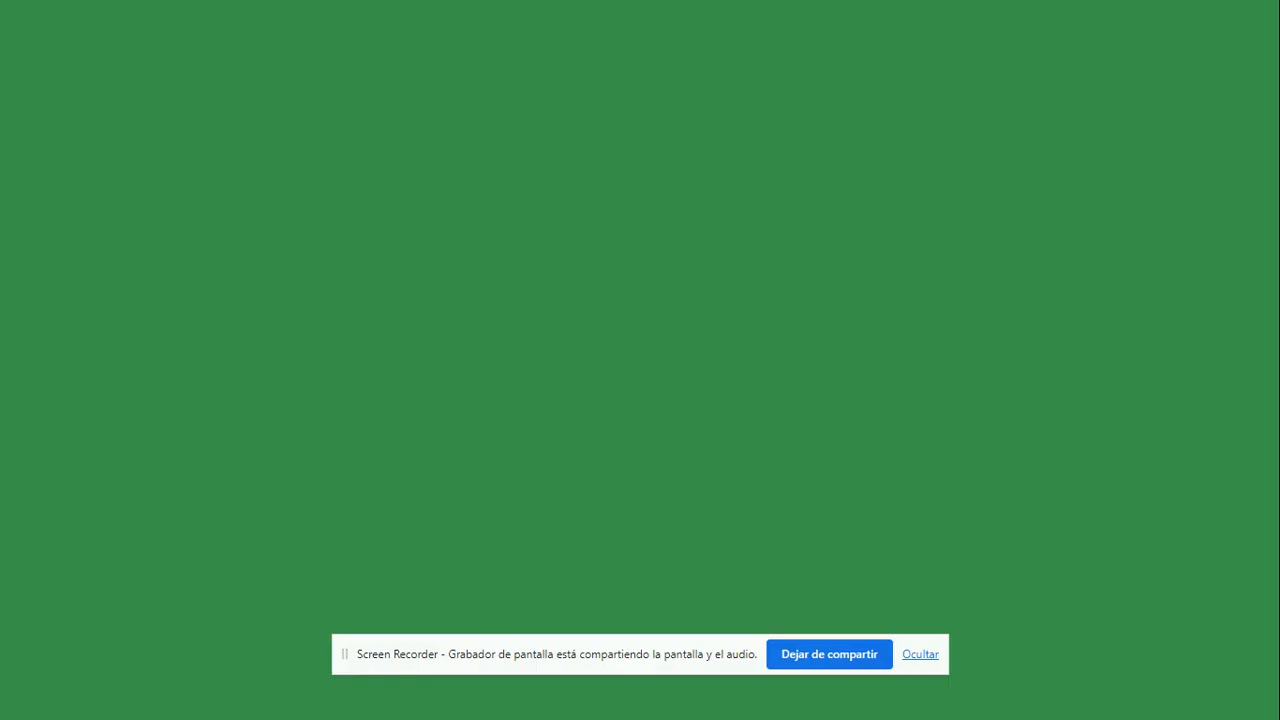 Screen Recorder - Grabador de pantalla está compartiendo la pantalla y el audio. Dejar de compartir Ocultar